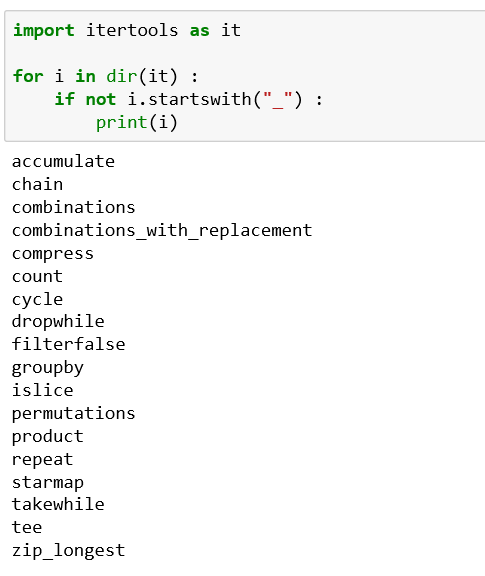 import itertools as it
for i in dir(it) :
    if not i.startswith("_") :
        print(i)
accumulate
chain
combinations
combinations_with_replacement
compress
count
cycle
dropwhile
filterfalse
groupby
islice
permutations
product
repeat
starmap
takewhile
tee
zip_longest